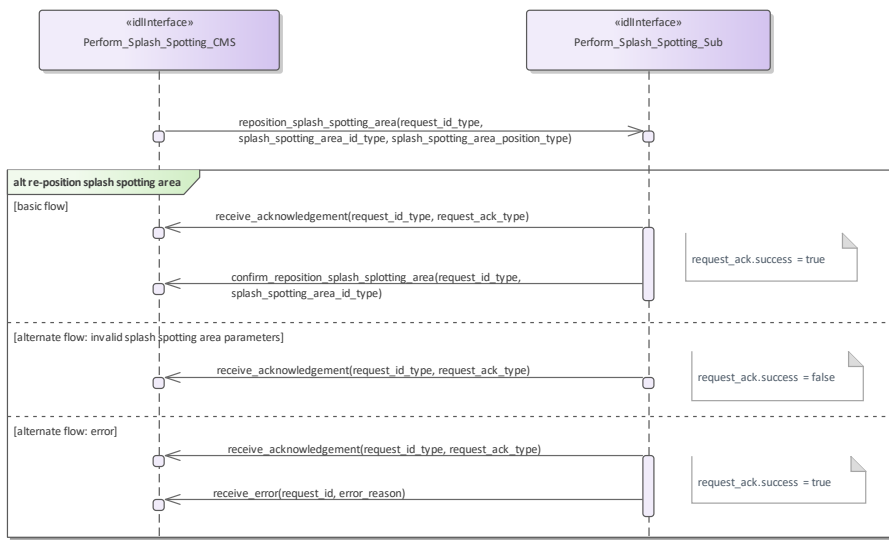 «idlInterface»
Perform_Splash_Spotting_CMS
«idlInterface»
Perform_Splash_Spotting_Sub
reposition_splash_spotting_area(request_id_type,
splash_spotting_area_id_type, splash_spotting_area_position_type)
alt re-position splash spotting area
[basic flow]
receive_acknowledgement(request_id_type, request_ack_type)
request_ack.success = true
confirm_reposition_splash_splotting_area(request_id_type,
splash_spotting_area_id_type)
[alternate flow: invalid splash spotting area parameters]
receive_acknowledgement(request_id_type, request_ack_type)
request_ack.success = false
[alternate flow: error]
receive_acknowledgement(request_id_type, request_ack_type)
request_ack.success = true
receive_error(request_id, error_reason)